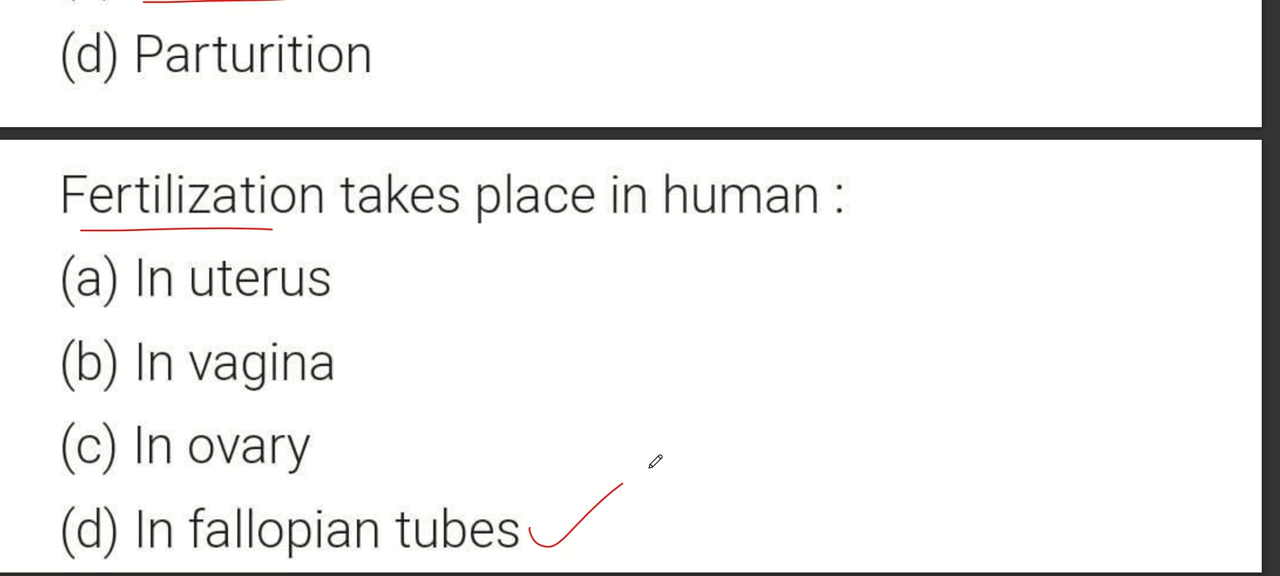 (d) Parturition
Fertilization takes place in human :
(a) In uterus
(b) In vagina
(c) In ovary
(d) In fallopian tubes